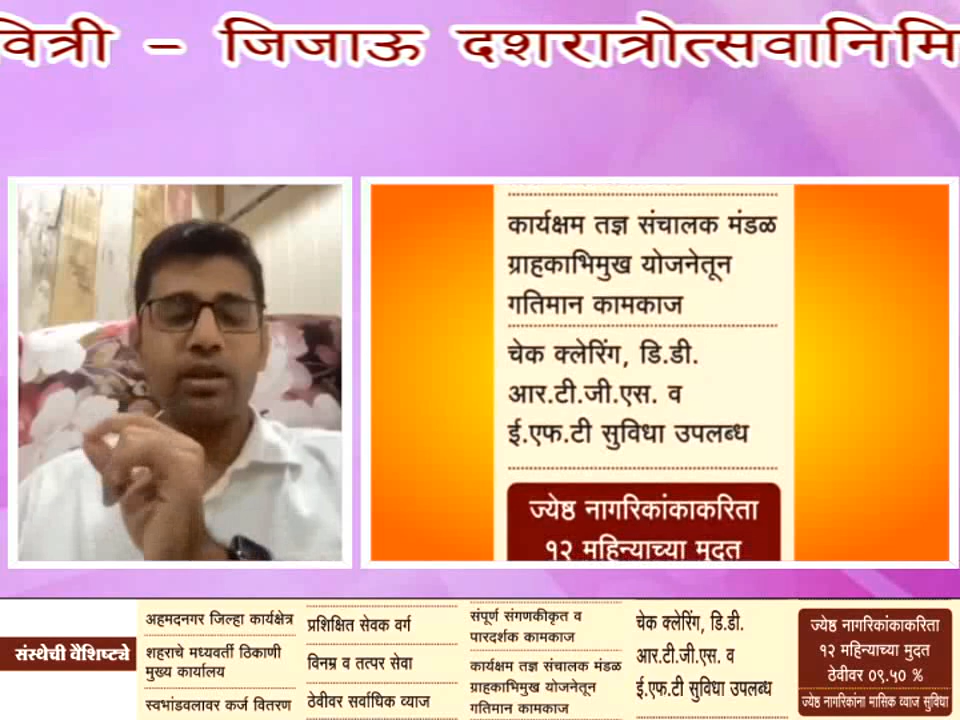 वित्री – जिजाऊ दशरात्रोत्सवानिमि
कार्यक्षम तज्ञ संचालक मंडळ
ग्राहकाभिमुख योजनेतून
गतिमान कामकाज
चेक क्लेरिंग, डि.डी.
आर.टी.जी.एस. व
ई.एफ.टी सुविधा उपलब्ध
ज्येष्ठ नागरिकांकाकरिता
१२ महिन्याच्या मुदत
संस्थेची वैशिष्ट्ये
अहमदनगर जिल्हा कार्यक्षेत्र
शहराचे मध्यवर्ती ठिकाणी
मुख्य कार्यालय
स्वभांडवलावर कर्ज वितरण
प्रशिक्षित सेवक वर्ग
विनम्र व तत्पर सेवा
ठेवीवर सर्वाधिक व्याज
संपूर्ण संगणकीकृत व
पारदर्शक कामकाज
कार्यक्षम तज्ञ संचालक मंडळ
ग्राहकाभिमुख योजनेतून
गतिमान कामकाज
चेक क्लेरिंग, डि.डी.
आर.टी.जी.एस. व
ई.एफ.टी सुविधा उपलब्ध
ज्येष्ठ नागरिकांकाकरिता
१२ महिन्याच्या मुदत
ठेवीवर ०९.५० %
ज्येष्ठ नागरिकांना मासिक व्याज सुविधा